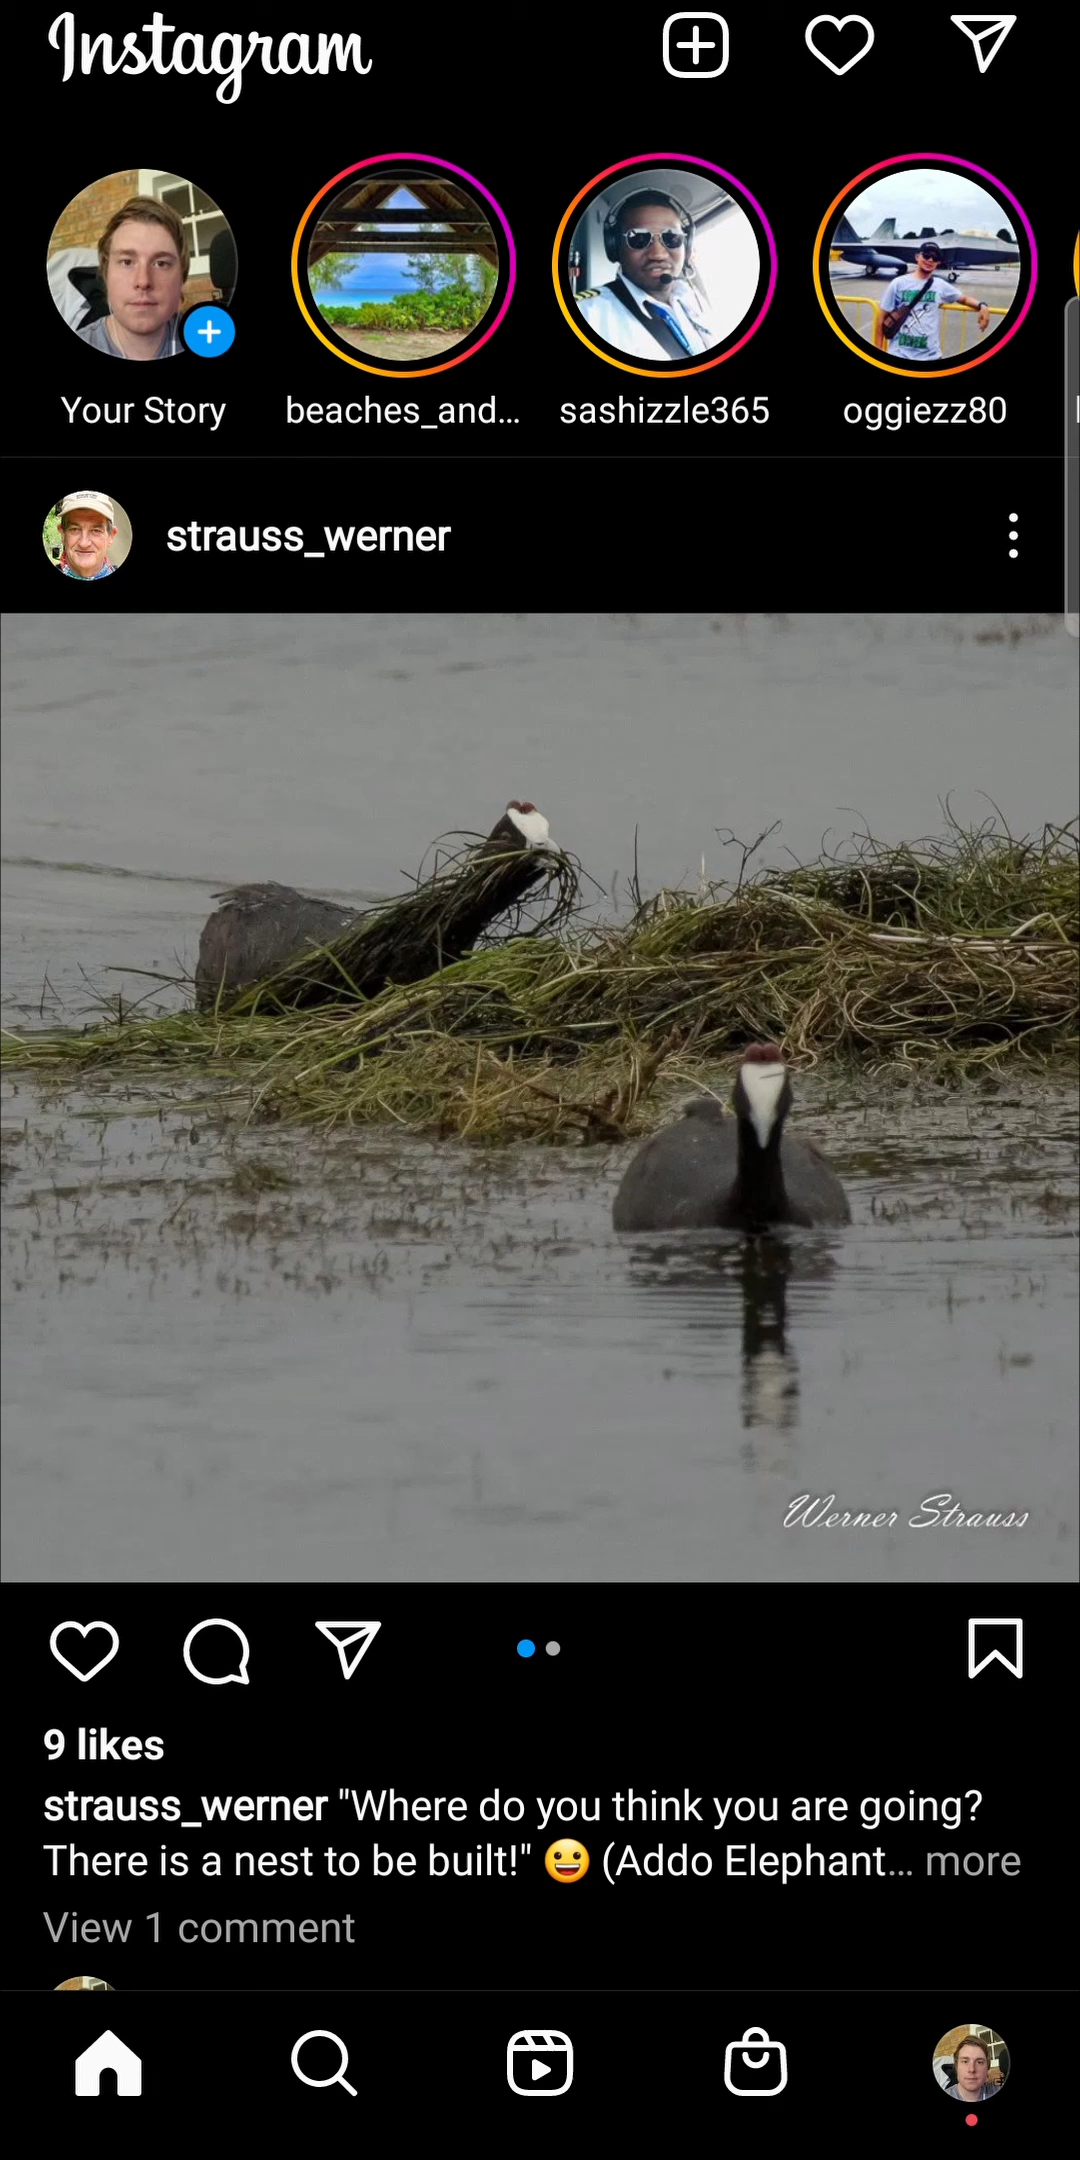 Instagram
Your Story
beaches_and...
sashizzle365
oggiezz80
strauss_werner
Werner Strauss
9 likes
strauss_werner "Where do you think you are going?
There is a nest to be built!" 😀 (Addo Elephant... more
View 1 comment